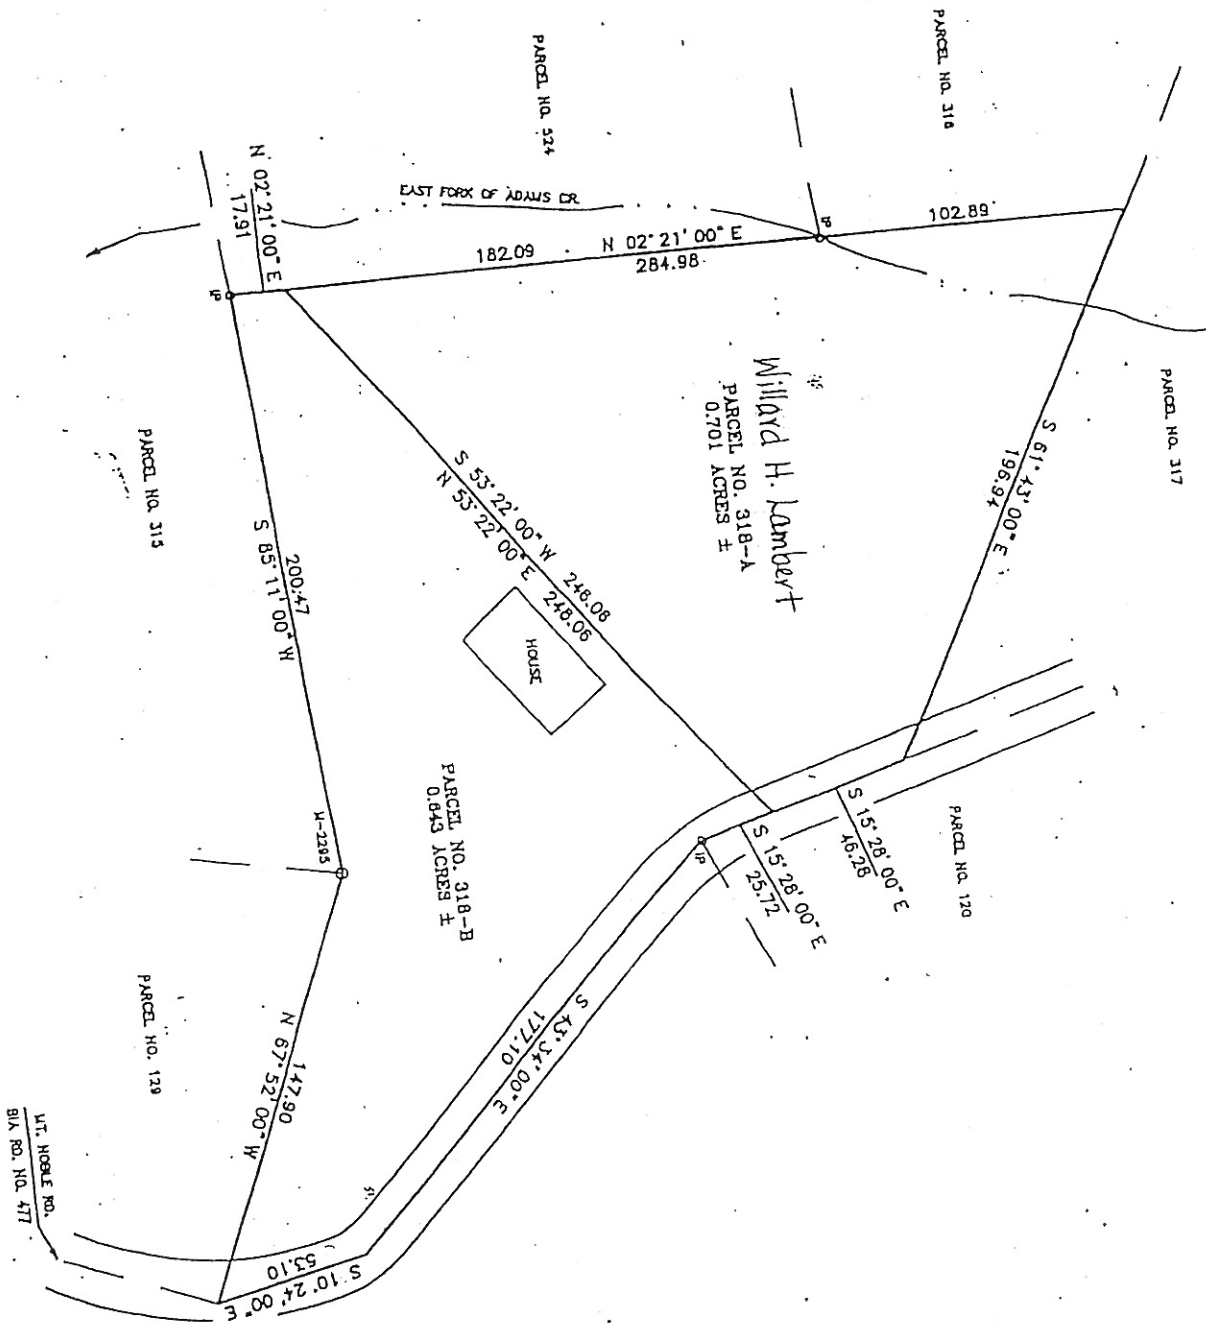 PARCEL NO. 316
PARCEL NO. 524
PARCEL NO. 317
N 02° 21' 00" E
17.91
EAST FORK OF ADAMS CR.
182.09
N 02° 21' 00" E
284.98
IP
102.89'
IP
Willard H. Lambert
PARCEL NO. 318-A
0.701 ACRES ±
S 61° 43' 00" E
196.94
S 53° 22' 00" W 248.06
N 53° 22' 00" E 248.06
HOUSE
PARCEL NO. 315
200.47
S 85° 11' 00" W
PARCEL NO. 318-B
0.643 ACRES ±
S 15° 28' 00" E
46.28
S 15° 28' 00" E
25.72
IP
PARCEL NO. 120
M-2295
S 43° 34' 00" E
177.10
PARCEL NO. 129
147.90
N 67° 52' 00" W
S 10° 24' 00" E
53.10
MT. NOBLE RD.
BIA RD. NO. 477